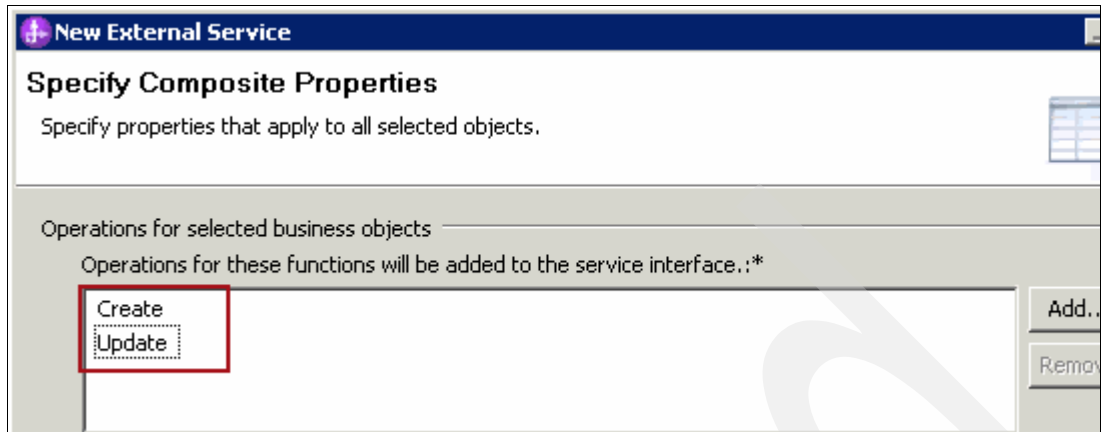 New External Service
Specify Composite Properties
Specify properties that apply to all selected objects.
Operations for selected business objects
Operations for these functions will be added to the service interface.:*
Create
Update
Add..
Remov